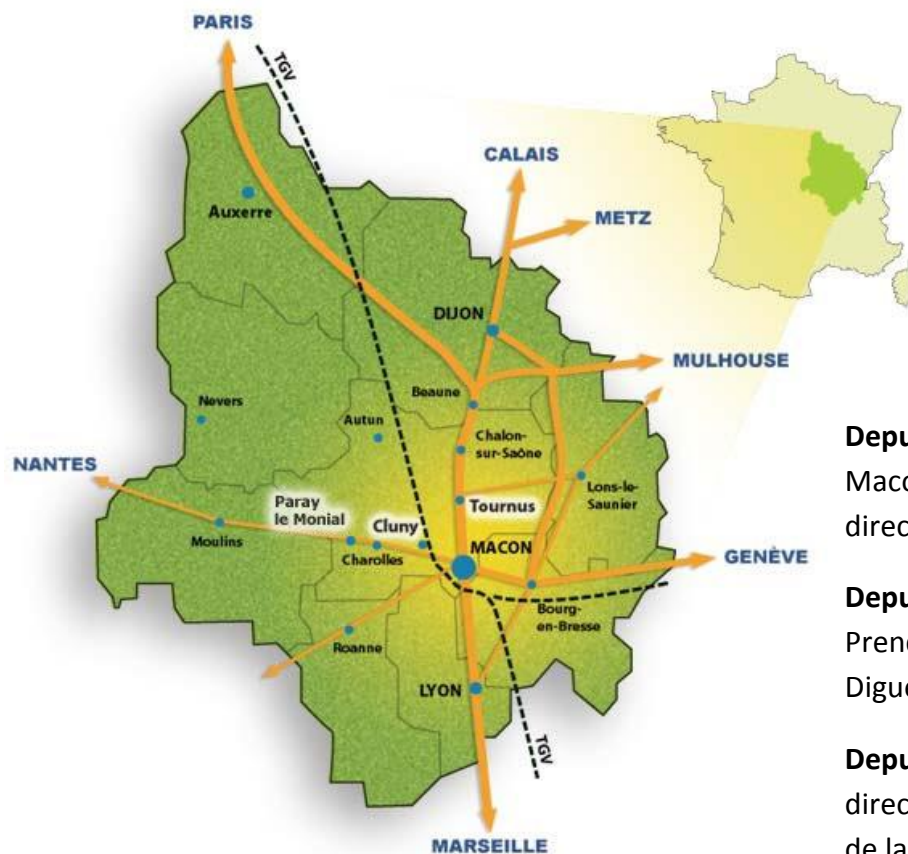 PARIS
TGV
CALAIS
METZ
Auxerre
DIJON
MULHOUSE
Beaune
Nevers
Autun
Chalon-
sur-Saône
NANTES
Lons-le-
Saunier
Paray
le Monial
Tournus
Cluny
Moulins
Charolles
MACON
GENÈVE
Bourg-
en-Bresse
Roanne
LYON
TGV
MARSEILLE
Depu
Maco
direc
Depu
Prend
Digue
Depu
direc
de la